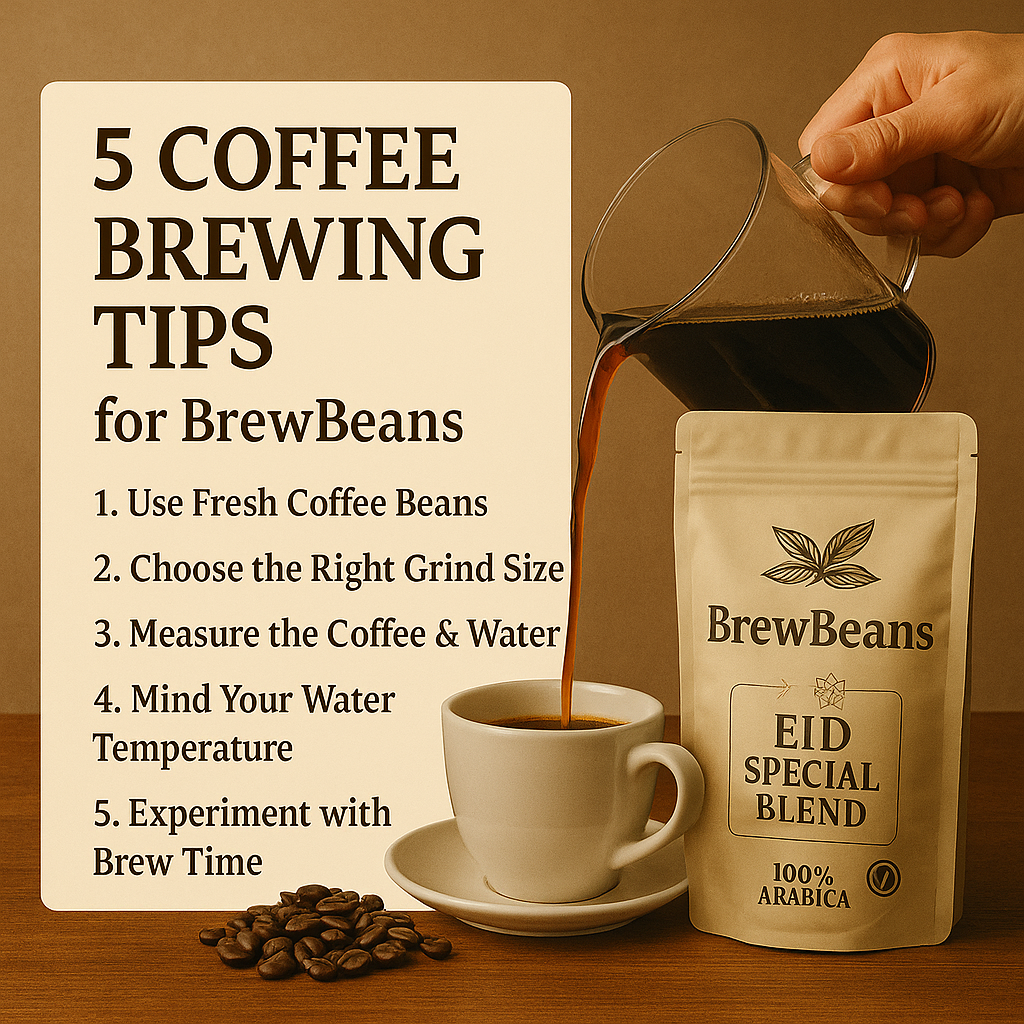 5 COFFEE
BREWING
TIPS
for BrewBeans
1. Use Fresh Coffee Beans
2. Choose the Right Grind Size
3. Measure the Coffee & Water
4. Mind Your Water
Temperature
5. Experiment with
Brew Time
BrewBeans
EID
SPECIAL
BLEND
100%
ARABICA